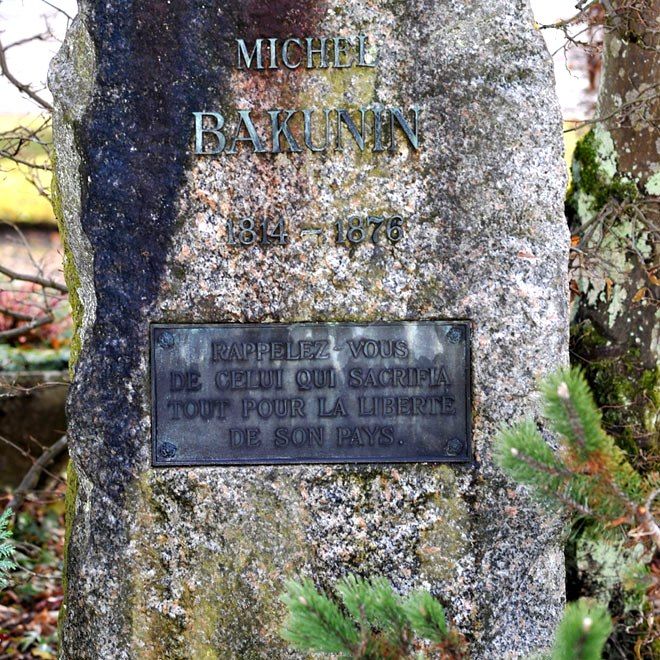 MICHEL
BAKUNIN
1814 – 1876
RAPPELEZ-VOUS
DE CELUI QUI SACRIFIA
TOUT POUR LA LIBERTE
DE SON PAYS.